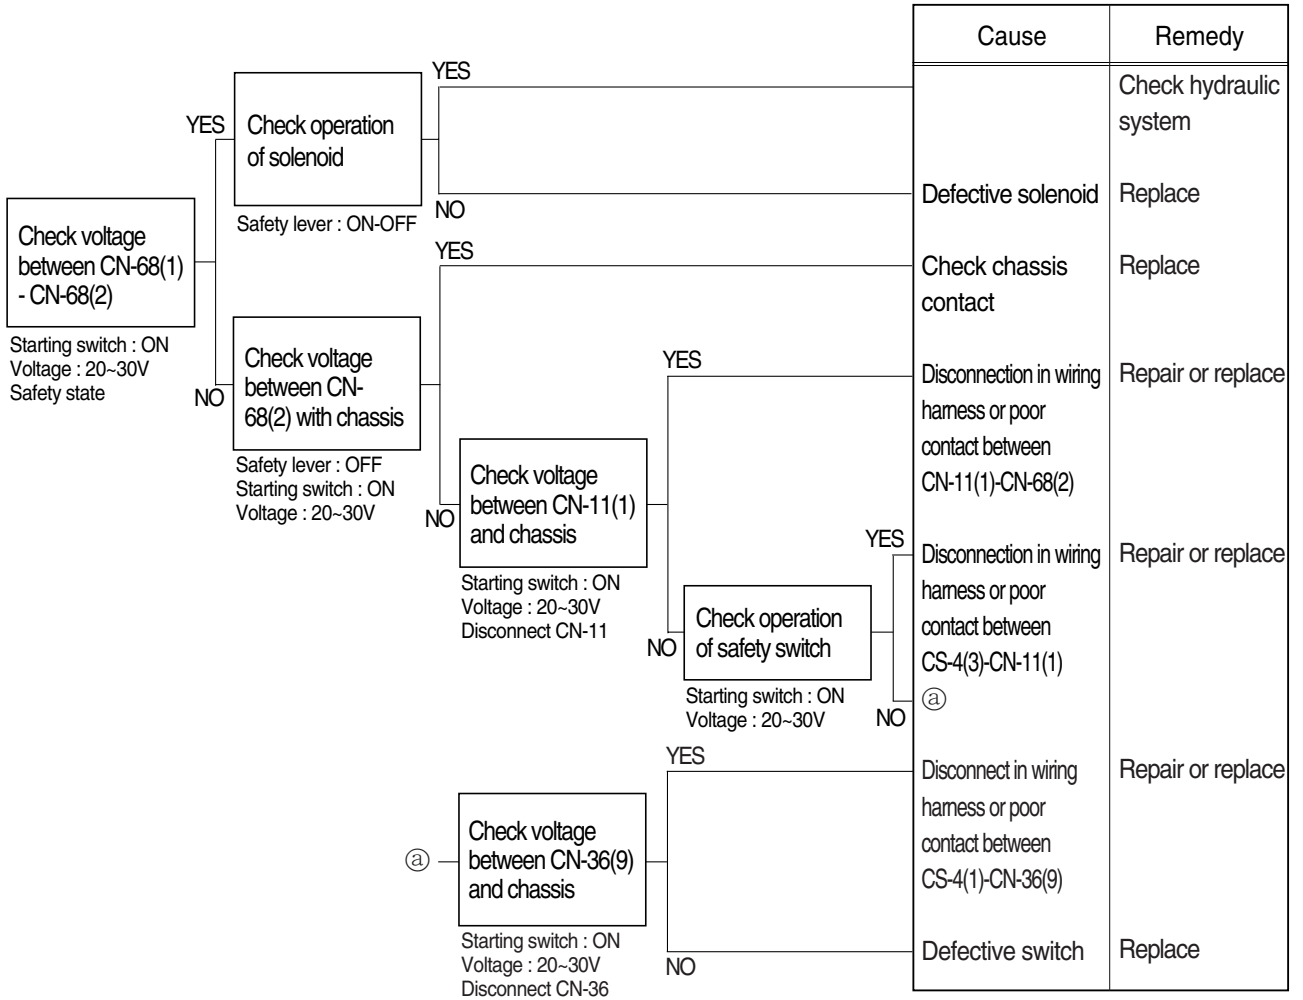 Cause
Remedy
YES
Check hydraulic
system
YES
Check operation
of solenoid
Safety lever : ON-OFF
NO
Defective solenoid
Replace
Check voltage
between CN-68(1)
- CN-68(2)
Starting switch : ON
Voltage : 20~30V
Safety state
YES
Check chassis
contact
Replace
NO
Check voltage
between CN-
68(2) with chassis
Safety lever : OFF
Starting switch : ON
Voltage : 20~30V
YES
Disconnection in wiring
harness or poor
contact between
CN-11(1)-CN-68(2)
Repair or replace
NO
Check voltage
between CN-11(1)
and chassis
Starting switch : ON
Voltage : 20~30V
Disconnect CN-11
YES
Disconnection in wiring
harness or poor
contact between
CS-4(3)-CN-11(1)
Repair or replace
NO
Check operation
of safety switch
Starting switch : ON
Voltage : 20~30V
NO
ⓐ
YES
Disconnect in wiring
harness or poor
contact between
CS-4(1)-CN-36(9)
Repair or replace
ⓐ
Check voltage
between CN-36(9)
and chassis
Starting switch : ON
Voltage : 20~30V
Disconnect CN-36
NO
Defective switch
Replace